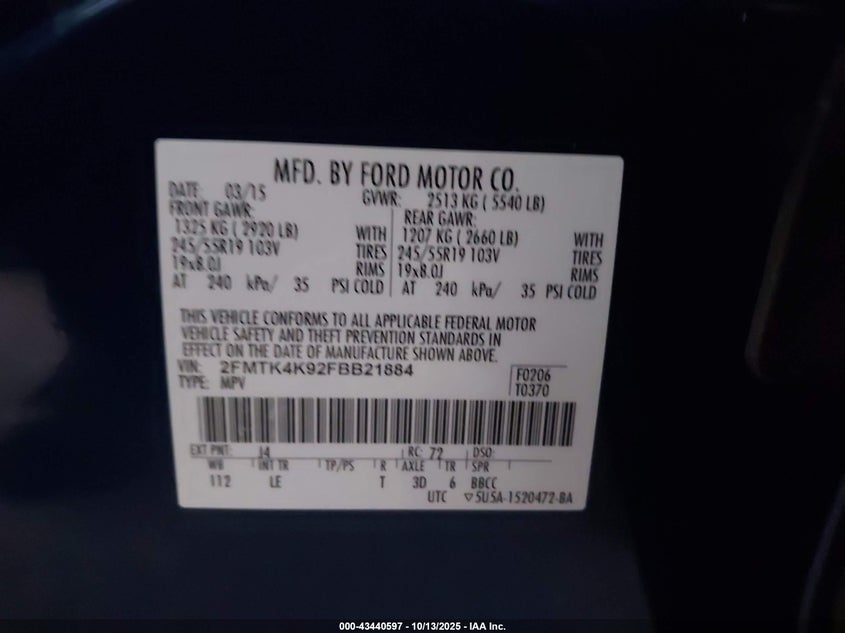 MFD. BY FORD MOTOR CO.
DATE: 03/15 GVWR: 2513 KG ( 5540 LB)
FRONT GAWR: REAR GAWR:
1325 KG ( 2920 LB) WITH 1207 KG ( 2660 LB) WITH
245/55R19 103V TIRES 245/55R19 103V TIRES
19x8.0J RIMS 19x8.0J RIMS
AT 240 kPa/ 35 PSI COLD AT 240 kPa/ 35 PSI COLD
THIS VEHICLE CONFORMS TO ALL APPLICABLE FEDERAL MOTOR
VEHICLE SAFETY AND THEFT PREVENTION STANDARDS IN
EFFECT ON THE DATE OF MANUFACTURE SHOWN ABOVE.
VIN: 2FMTK4K92FBB21884
TYPE: MPV
F0206
T0370
EXT PNT: J4 RC: 72 DSO:
WB INT TR TP/PS R AXLE TR SPR
112 LE T 3D 6 BBCC
UTC ▽5U5A-1520472-BA
000-43440597 - 10/13/2025 - IAA Inc.